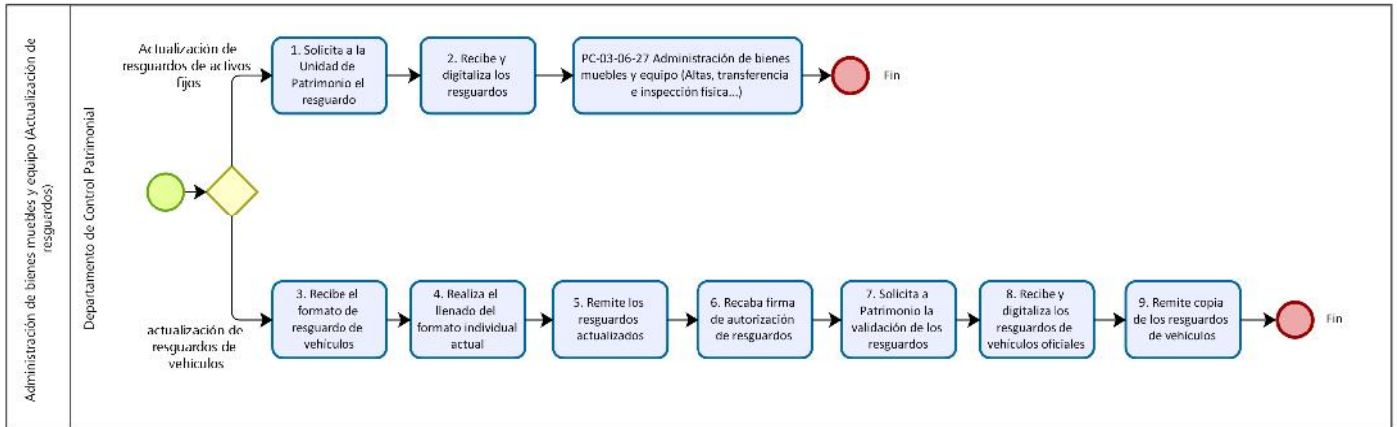 Administración de bienes muebles y equipo (Actualización de
resguardos)
Departamento de Control Patrimonial
Actualización de
resguardos de activos
fijos
1. Solicita a la
Unidad de
Patrimonio el
resguardo
2. Recibe y
digitaliza los
resguardos
PC-03-06-27 Administración de bienes
muebles y equipo (Altas, transferencia
e inspección física...)
Fin
actualización de
resguardos de
vehículos
3. Recibe el
formato de
resguardo de
vehículos
4. Realiza el
llenado del
formato individual
actual
5. Remite los
resguardos
actualizados
6. Recaba firma
de autorización
de resguardos
7. Solicita a
Patrimonio la
validación de los
resguardos
8. Recibe y
digitaliza los
resguardos de
vehículos oficiales
9. Remite copia
de los resguardos
de vehículos
Fin